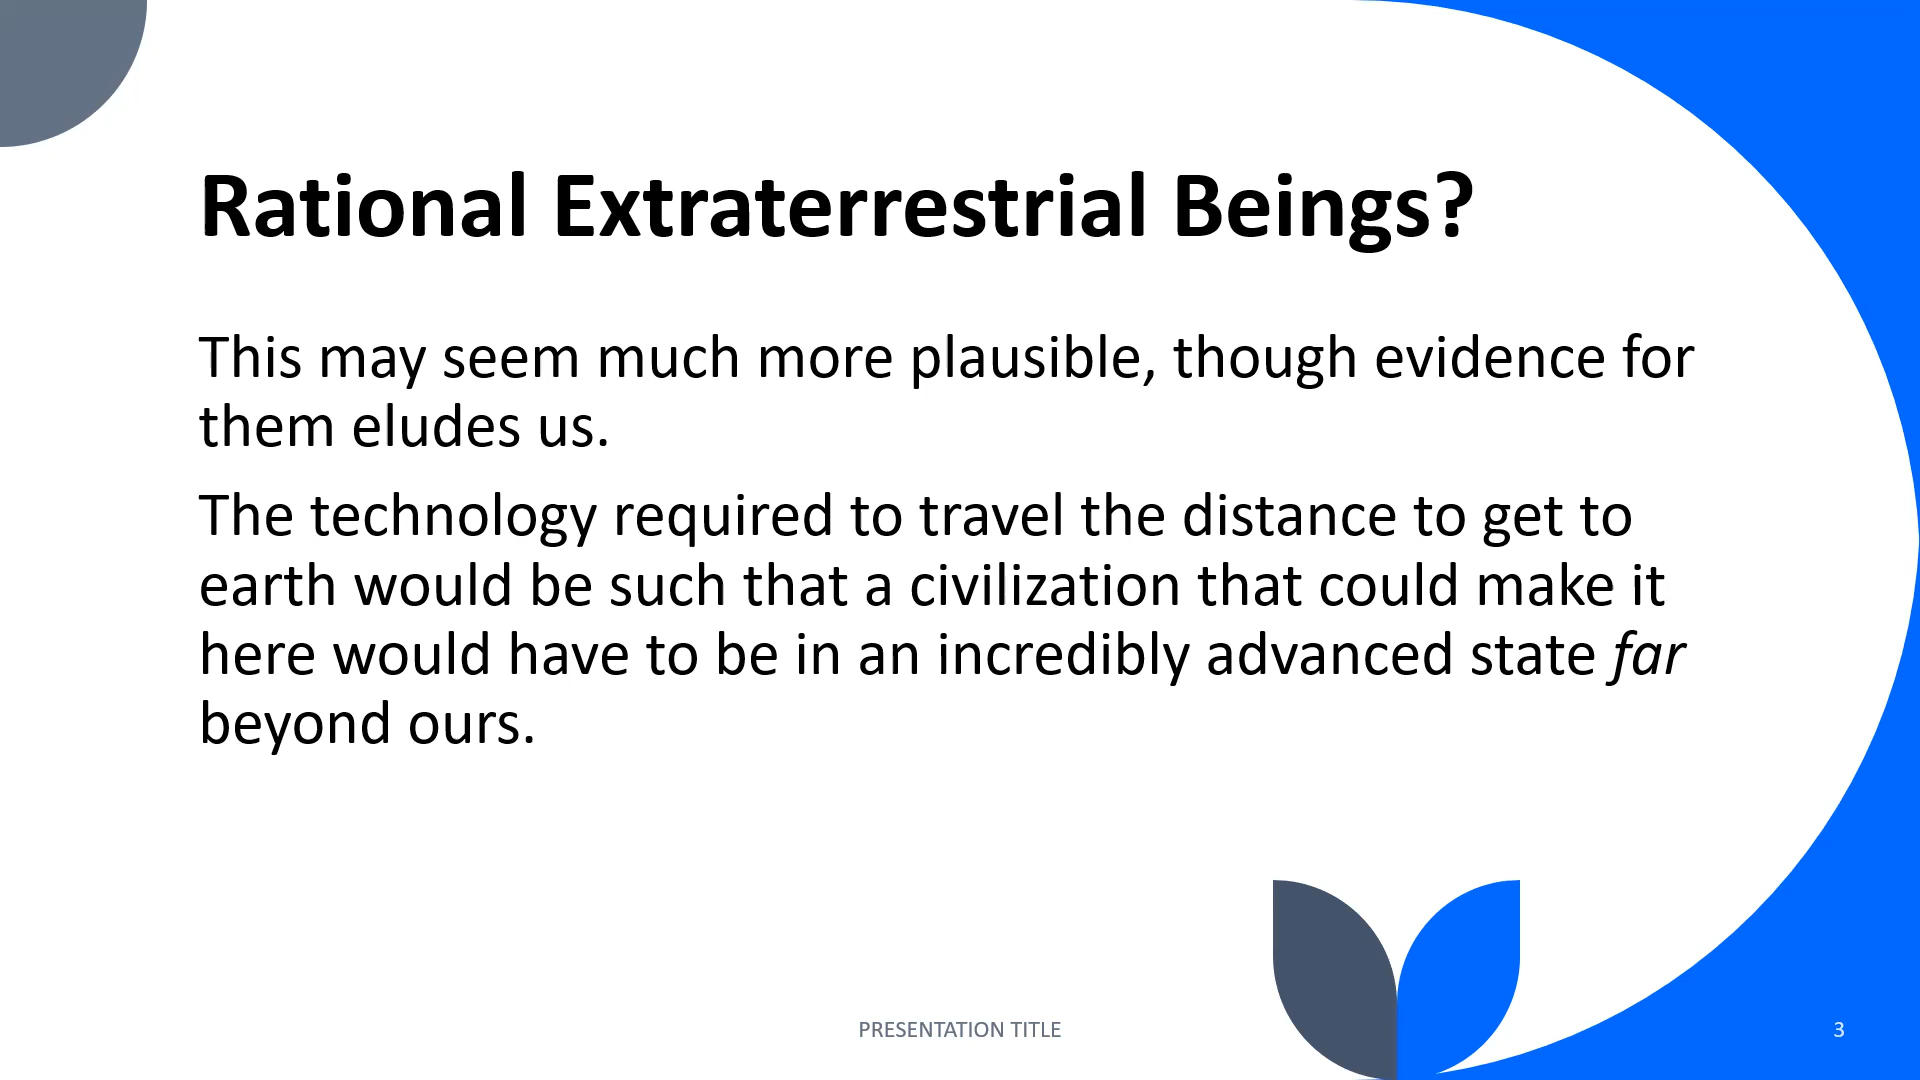 Rational Extraterrestrial Beings?
This may seem much more plausible, though evidence for
them eludes us.
The technology required to travel the distance to get to
earth would be such that a civilization that could make it
here would have to be in an incredibly advanced state far
beyond ours.
PRESENTATION TITLE
3